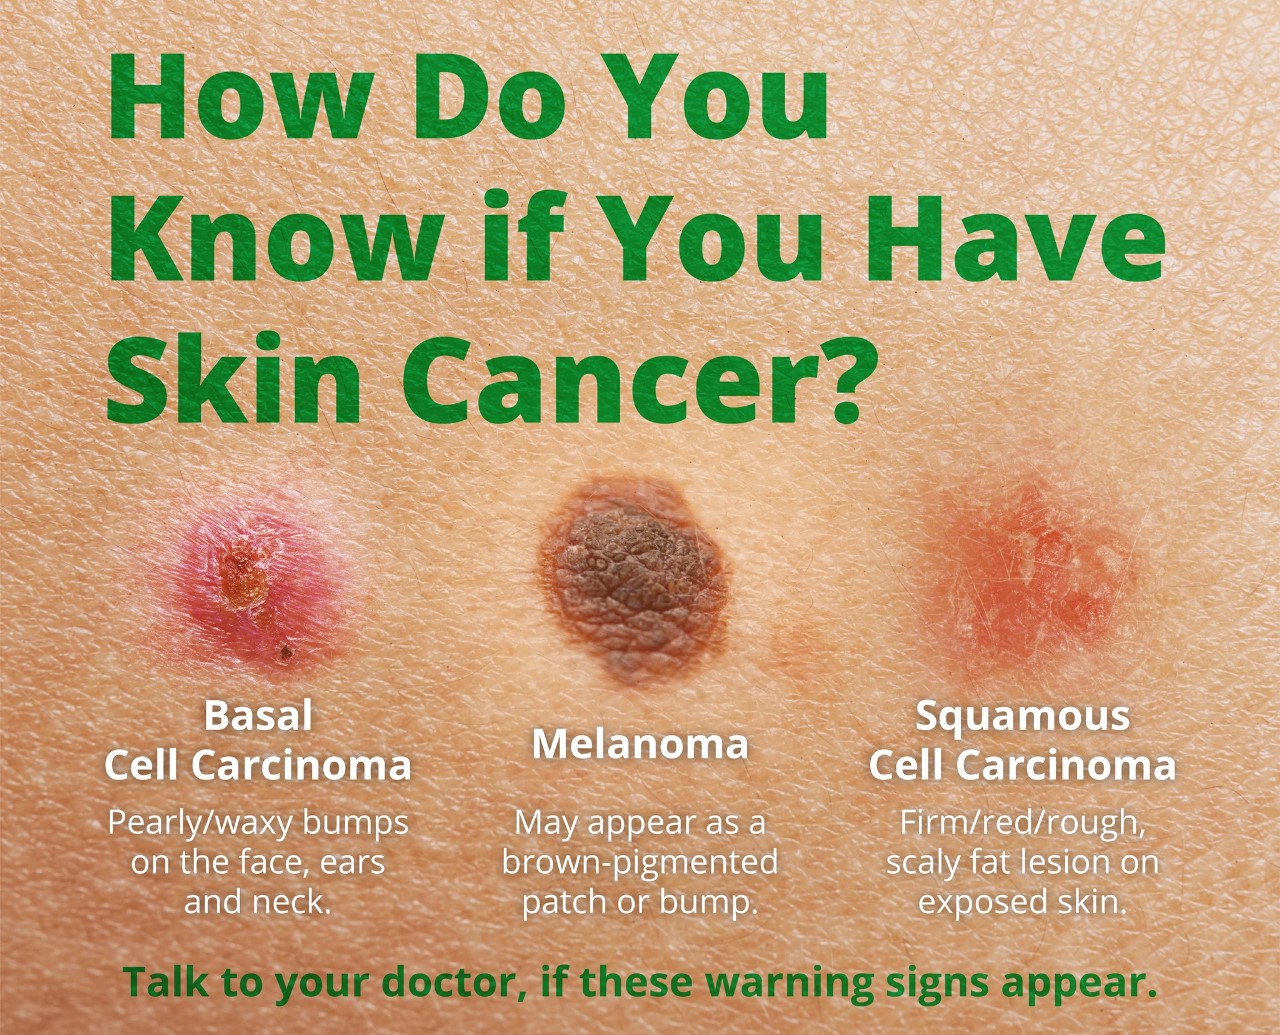 How Do You
Know if You Have
Skin Cancer?
Basal
Cell Carcinoma
Pearly/waxy bumps
on the face, ears
and neck.
Melanoma
May appear as a
brown-pigmented
patch or bump.
Squamous
Cell Carcinoma
Firm/red/rough,
scaly fat lesion on
exposed skin.
Talk to your doctor, if these warning signs appear.